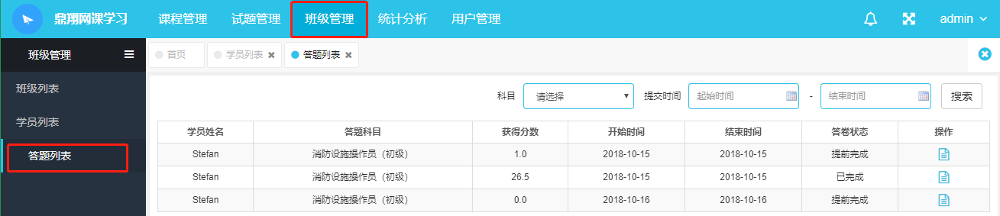 鼎翔网课学习 课程管理 试题管理 班级管理 统计分析 用户管理 admin
班级管理 首页 学员列表 答题列表
班级列表
学员列表
答题列表
科目 请选择 提交时间 起始时间 - 结束时间 搜索
学员姓名 答题科目 获得分数 开始时间 结束时间 答卷状态 操作
Stefan 消防设施操作员（初级） 1.0 2018-10-15 2018-10-15 提前完成
Stefan 消防设施操作员（初级） 26.5 2018-10-15 2018-10-15 已完成
Stefan 消防设施操作员（初级） 0.0 2018-10-16 2018-10-16 提前完成